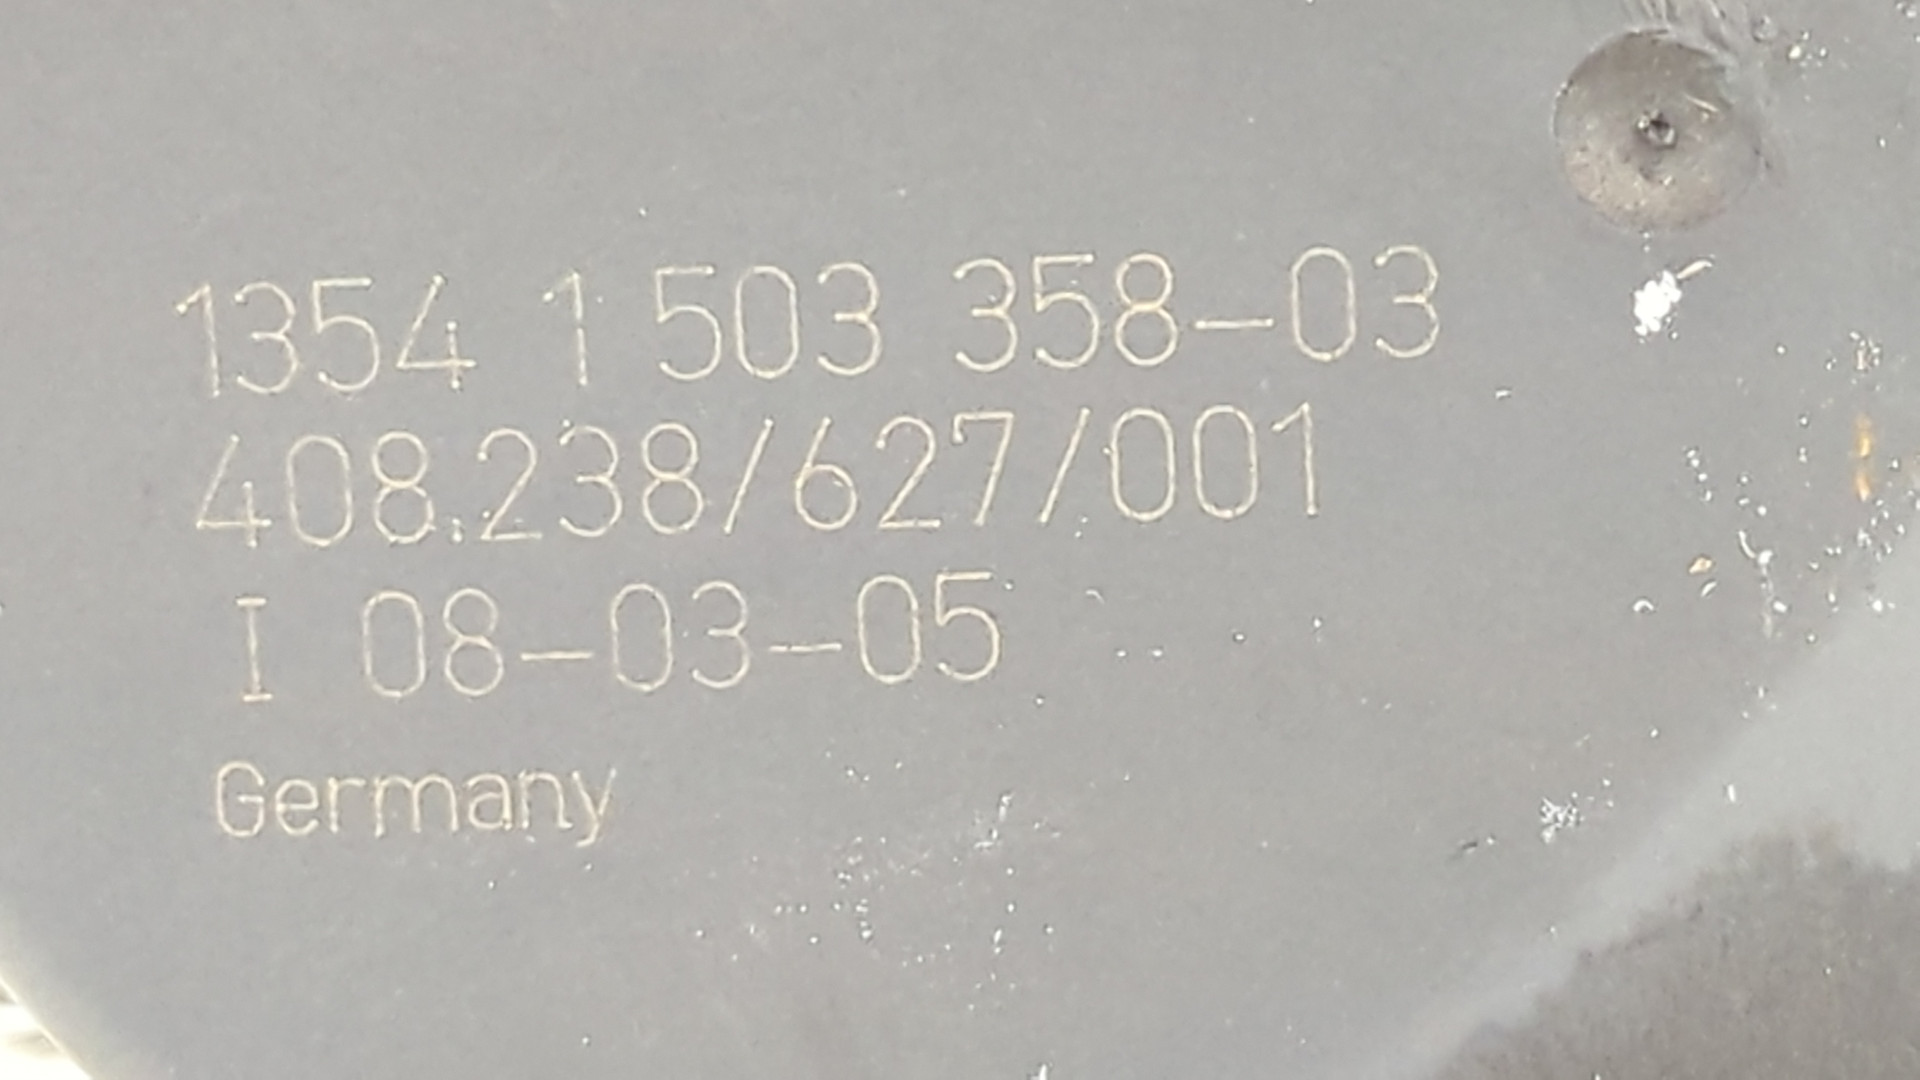 1354 1 503 358-03
408.238/627/001
I 08-03-05
Germany